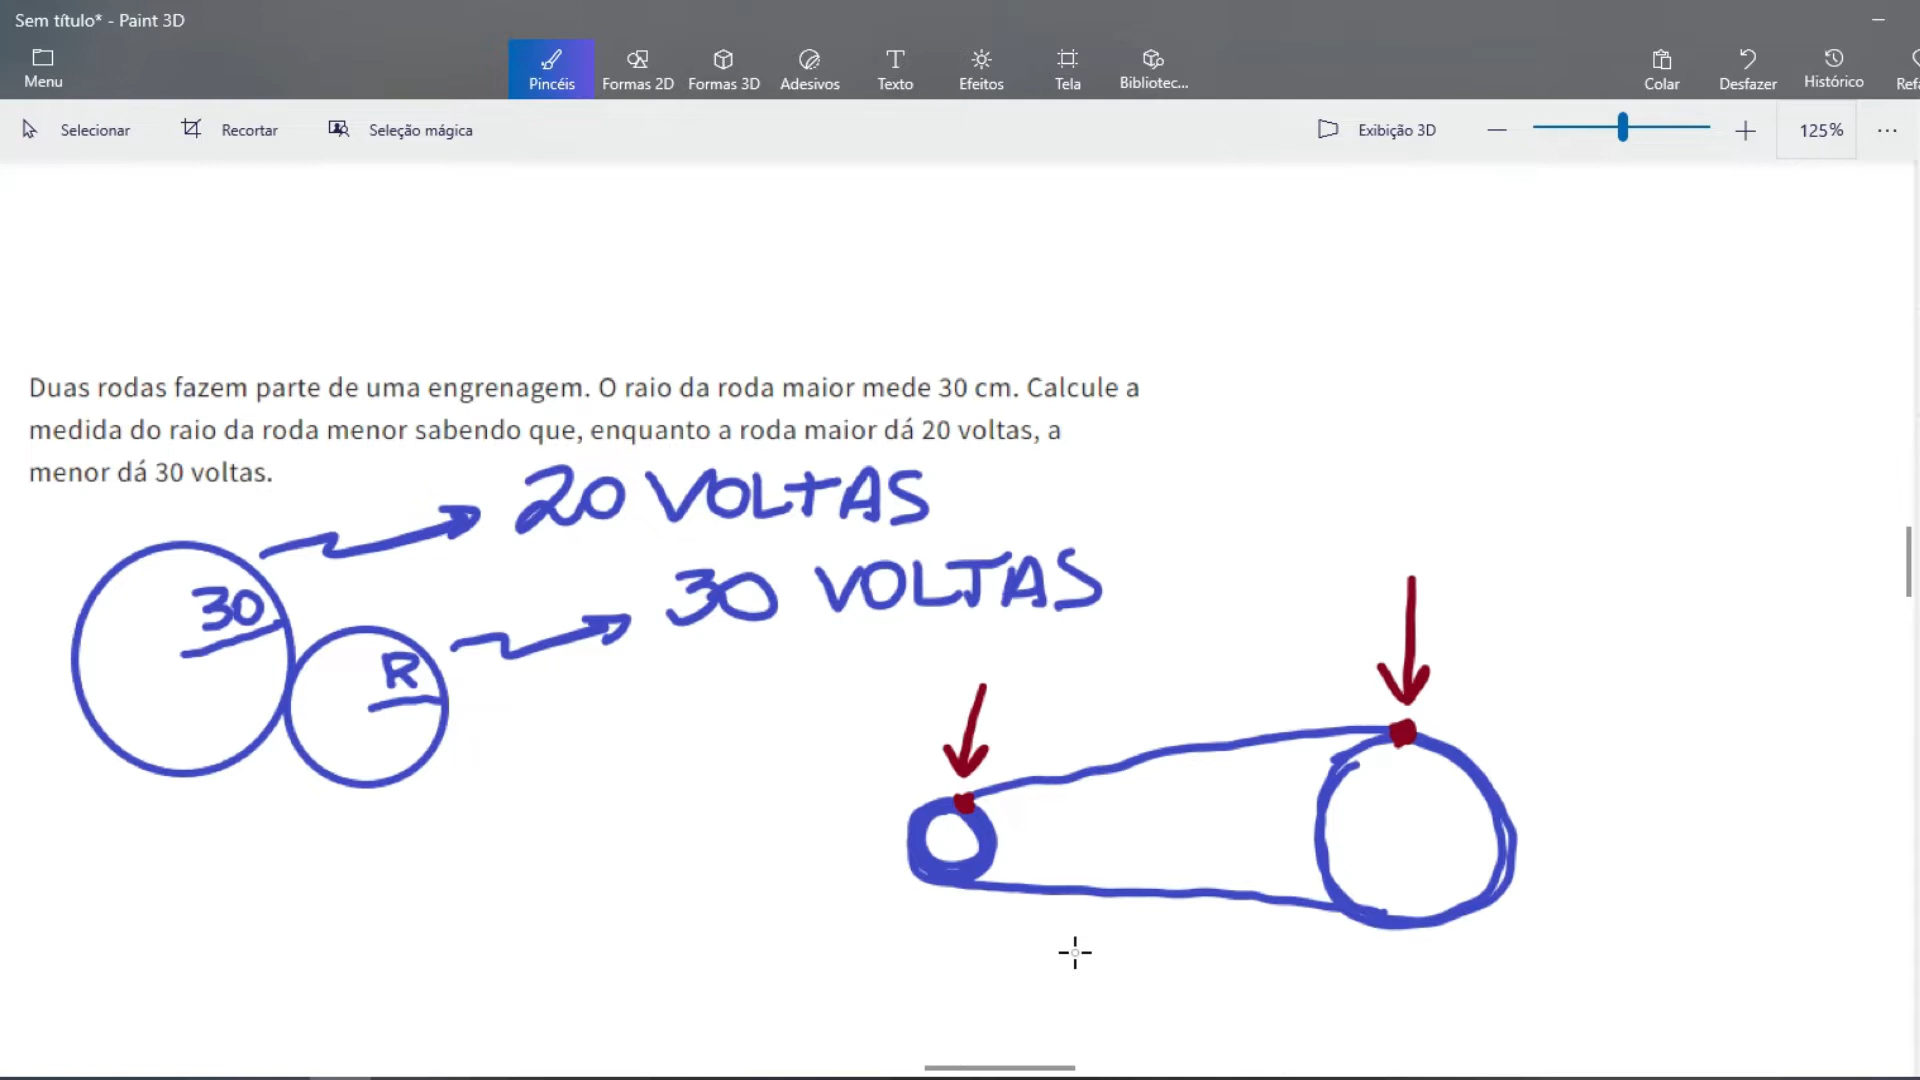 Sem título* - Paint 3D
Menu
Pincéis
Formas 2D
Formas 3D
Adesivos
Texto
Efeitos
Tela
Bibliotec...
Colar
Desfazer
Histórico
Selecionar
Recortar
Seleção mágica
Exibição 3D
125%
Duas rodas fazem parte de uma engrenagem. O raio da roda maior mede 30 cm. Calcule a
medida do raio da roda menor sabendo que, enquanto a roda maior dá 20 voltas, a
menor dá 30 voltas.
20 VOLTAS
30 VOLTAS
30
R